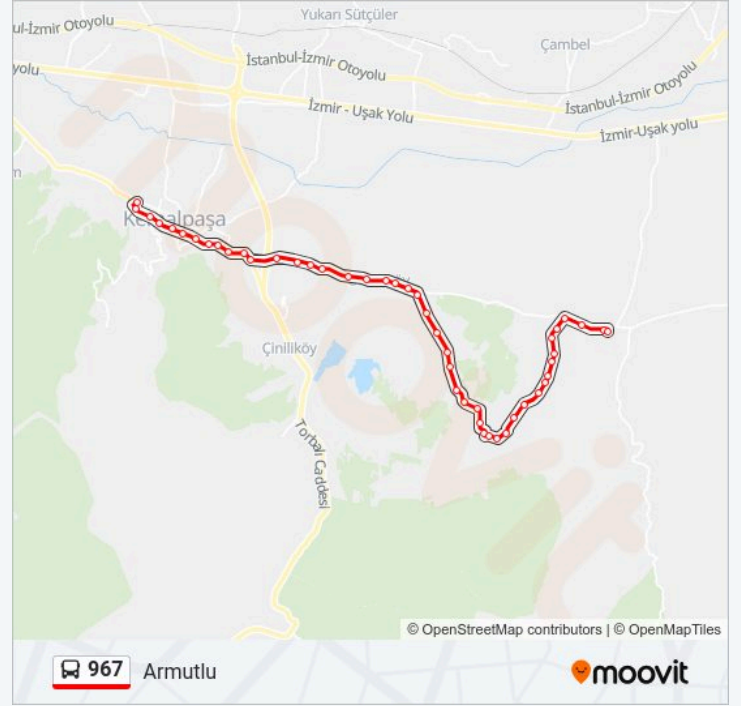 Yukarı Sütçüler
ul-İzmir Otoyolu
Çambel
İstanbul-İzmir Otoyolu
yolu
İstanbul-İzmir Otoyolu
İzmir - Uşak Yolu
İzmir-Uşak yolu
m
Kemalpaşa
Çiniliköy
Torbalı Caddesi
© OpenStreetMap contributors | © OpenMapTiles
967 Armutlu
moovit